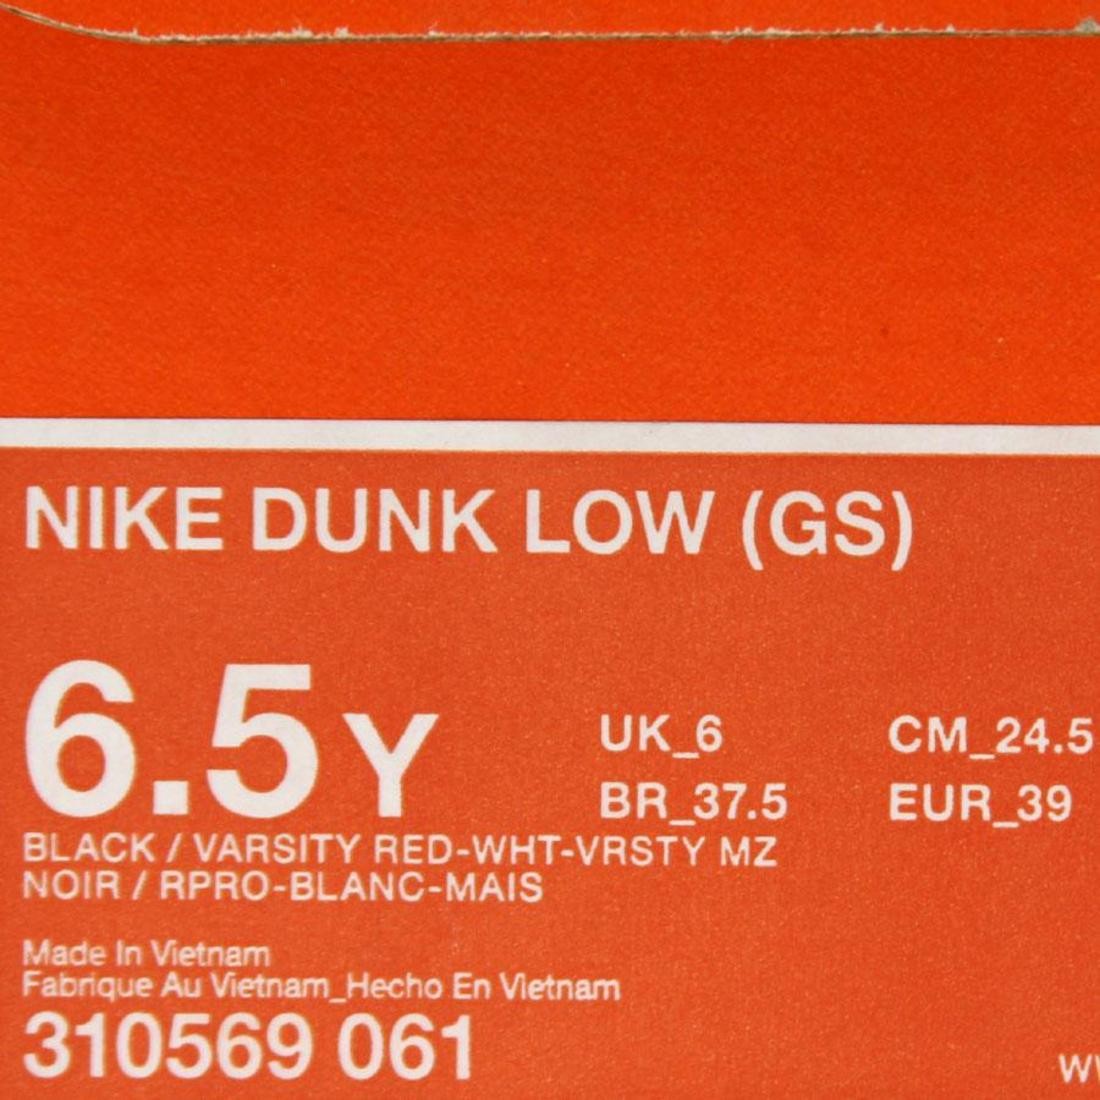 NIKE DUNK LOW (GS)
6.5Y
UK_6 CM_24.5
BR_37.5 EUR_39
BLACK / VARSITY RED-WHT-VRSTY MZ
NOIR / RPRO-BLANC-MAIS
Made In Vietnam
Fabrique Au Vietnam_Hecho En Vietnam
310569 061